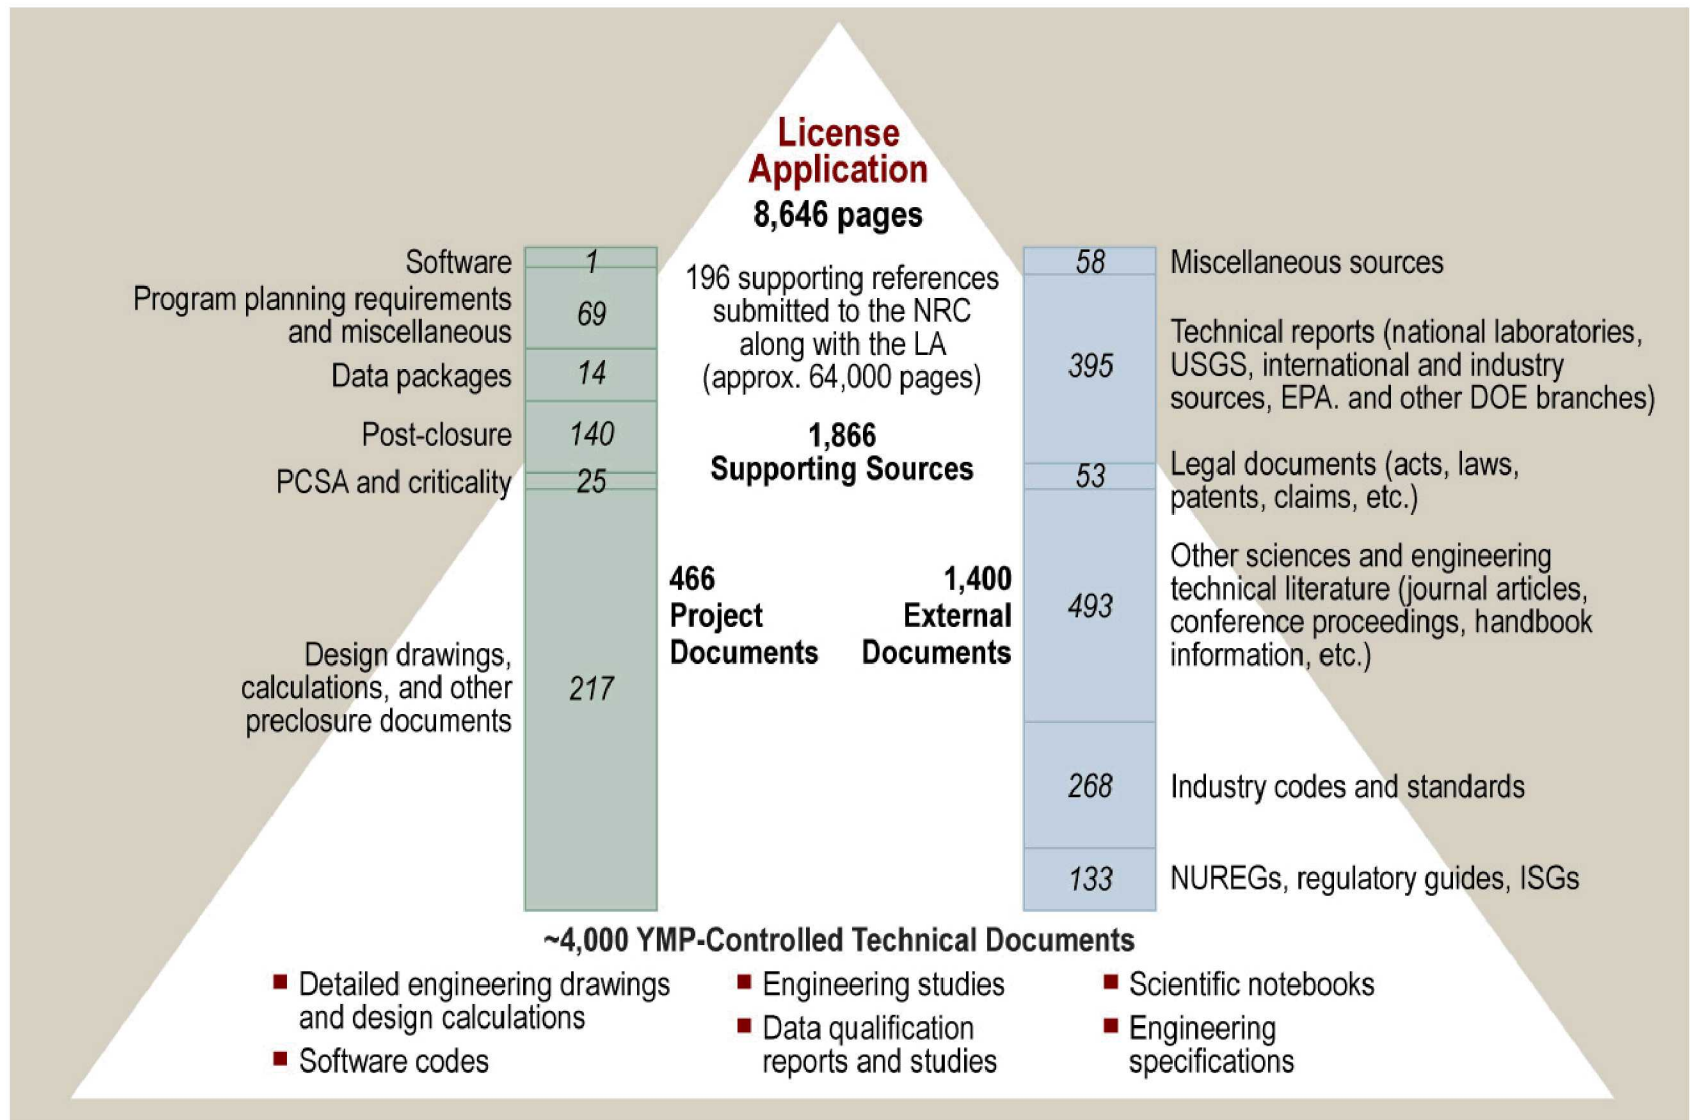 License
Application
8,646 pages
196 supporting references
submitted to the NRC
along with the LA
(approx. 64,000 pages)
1,866
Supporting Sources
Software
1
Program planning requirements
and miscellaneous
69
Data packages
14
Post-closure
140
PCSA and criticality
25
Design drawings,
calculations, and other
preclosure documents
217
466
Project
Documents
1,400
External
Documents
58
Miscellaneous sources
395
Technical reports (national laboratories,
USGS, international and industry
sources, EPA. and other DOE branches)
53
Legal documents (acts, laws,
patents, claims, etc.)
493
Other sciences and engineering
technical literature (journal articles,
conference proceedings, handbook
information, etc.)
268
Industry codes and standards
133
NUREGs, regulatory guides, ISGs
~4,000 YMP-Controlled Technical Documents
Detailed engineering drawings
and design calculations
Software codes
Engineering studies
Data qualification
reports and studies
Scientific notebooks
Engineering
specifications